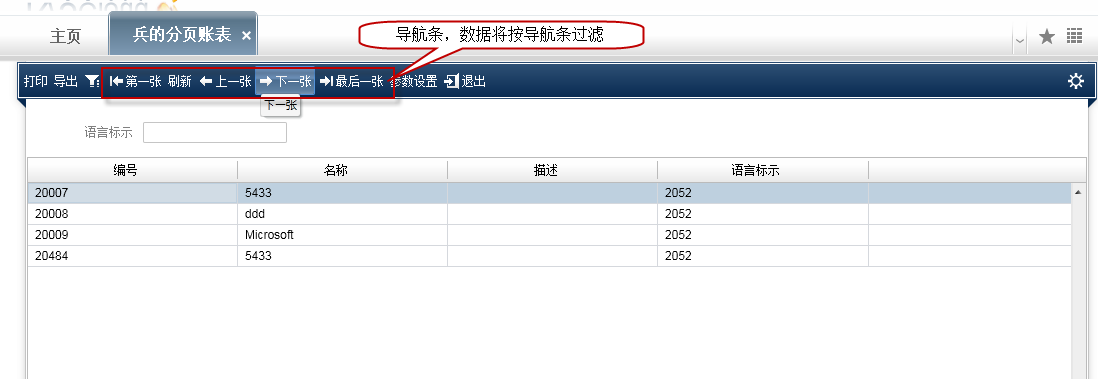 主页
兵的分页账表 ×
导航条，数据将按导航条过滤
打印 导出 第一张 刷新 上一张 下一张 最后一张 参数设置 退出
下一张
语言标示
编号 名称 描述 语言标示
20007 5433 2052
20008 ddd 2052
20009 Microsoft 2052
20484 5433 2052